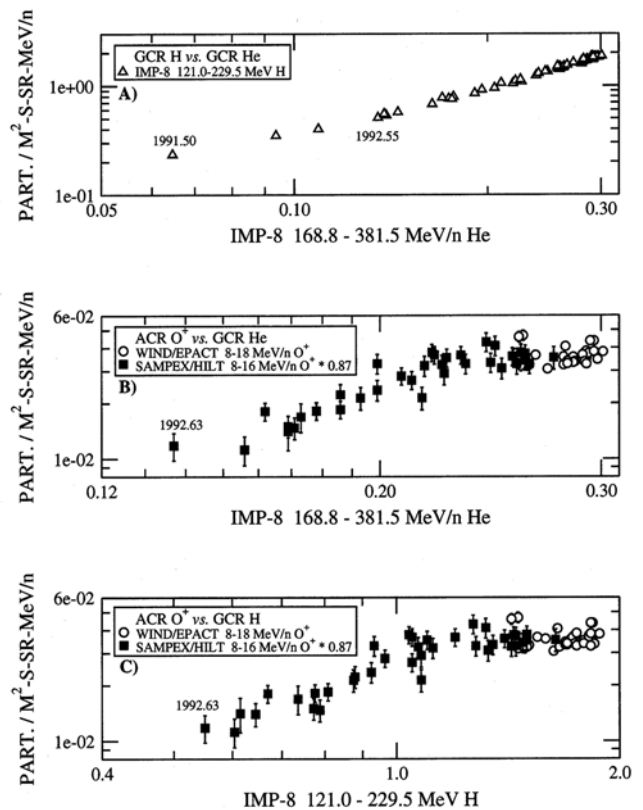 GCR H vs. GCR He
△ IMP-8 121.0-229.5 MeV H
A)
1e+00
1991.50
1992.55
1e-01
0.05
0.10
0.30
PART. / M²-S-SR-MeV/n
IMP-8 168.8 - 381.5 MeV/n He
6e-02
ACR O⁺ vs. GCR He
○ WIND/EPACT 8-18 MeV/n O⁺
■ SAMPEX/HILT 8-16 MeV/n O⁺ * 0.87
B)
1992.63
1e-02
0.12
0.20
0.30
PART. / M²-S-SR-MeV/n
IMP-8 168.8 - 381.5 MeV/n He
6e-02
ACR O⁺ vs. GCR H
○ WIND/EPACT 8-18 MeV/n O⁺
■ SAMPEX/HILT 8-16 MeV/n O⁺ * 0.87
C)
1992.63
1e-02
0.4
1.0
2.0
PART. / M²-S-SR-MeV/n
IMP-8 121.0 - 229.5 MeV H